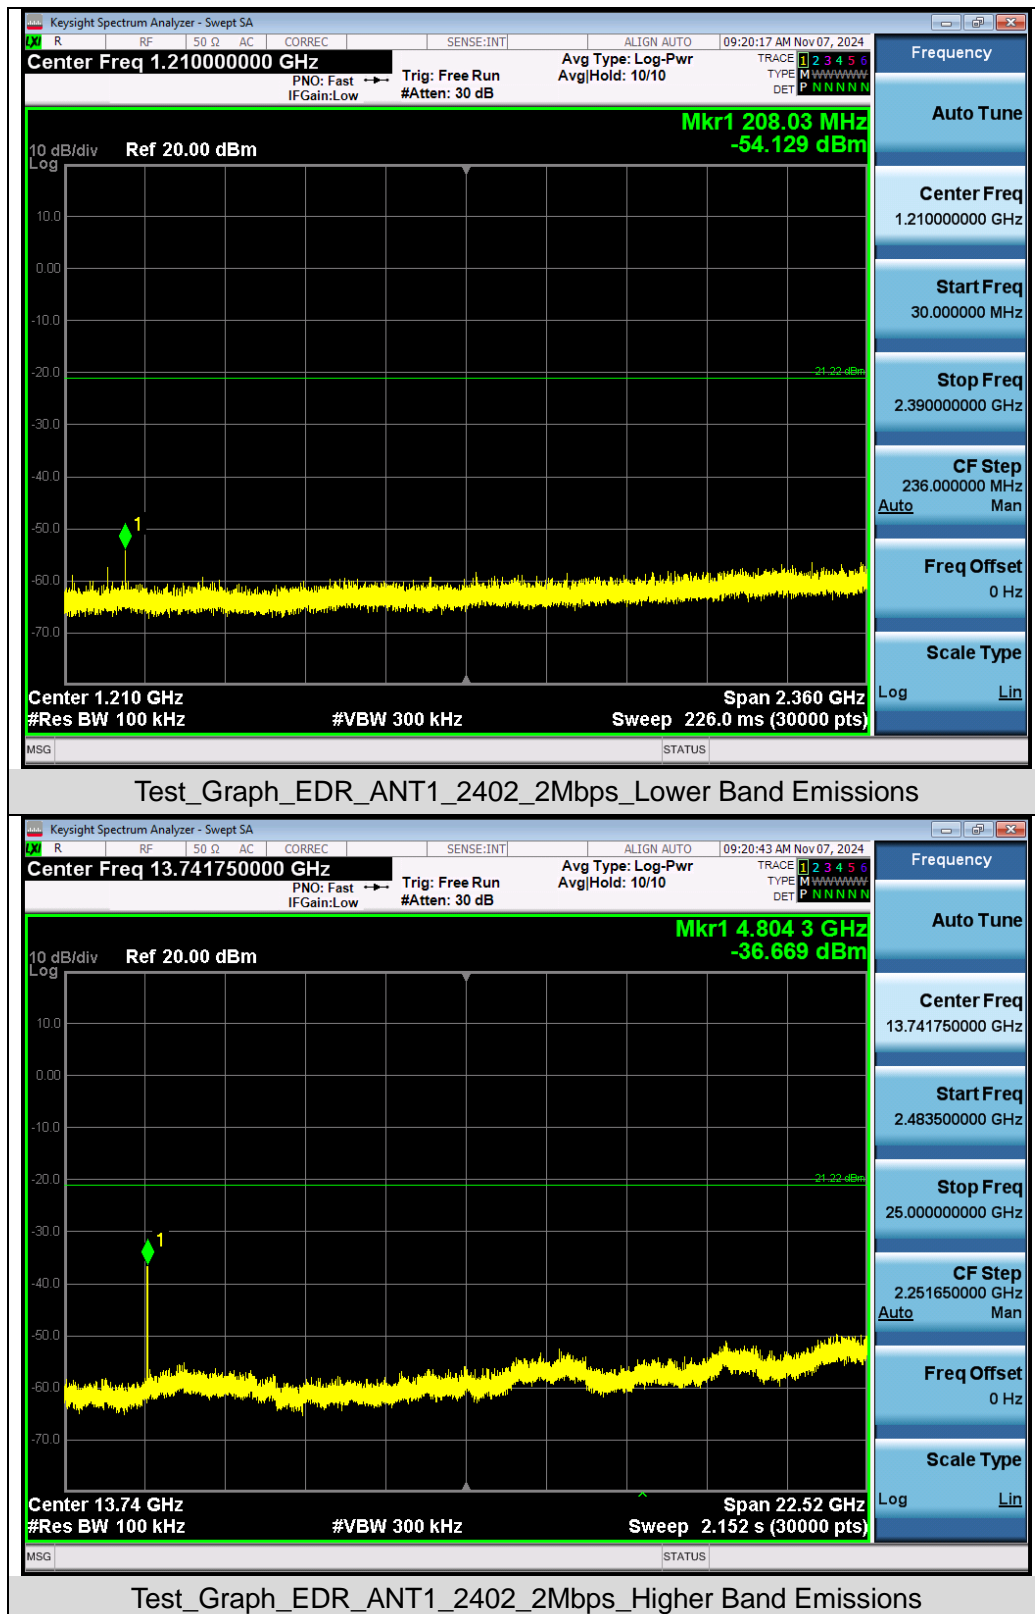 Keysight Spectrum Analyzer - Swept SA
LXI R RF 50 Ω AC CORREC SENSE:INT ALIGN AUTO 09:20:17 AM Nov 07, 2024
Center Freq 1.210000000 GHz
PNO: Fast
IFGain:Low
Trig: Free Run
#Atten: 30 dB
Avg Type: Log-Pwr
Avg|Hold: 10/10
TRACE 1 2 3 4 5 6
TYPE M WWWWW
DET P N N N N N
Mkr1 208.03 MHz
-54.129 dBm
10 dB/div Ref 20.00 dBm
Log
10.0
0.00
-10.0
-20.0
-21.22 dBm
-30.0
-40.0
-50.0
1
-60.0
-70.0
Center 1.210 GHz Span 2.360 GHz
#Res BW 100 kHz #VBW 300 kHz Sweep 226.0 ms (30000 pts)
MSG STATUS
Frequency
Auto Tune
Center Freq
1.210000000 GHz
Start Freq
30.000000 MHz
Stop Freq
2.390000000 GHz
CF Step
236.000000 MHz
Auto Man
Freq Offset
0 Hz
Scale Type
Log Lin
Test_Graph_EDR_ANT1_2402_2Mbps_Lower Band Emissions
Keysight Spectrum Analyzer - Swept SA
LXI R RF 50 Ω AC CORREC SENSE:INT ALIGN AUTO 09:20:43 AM Nov 07, 2024
Center Freq 13.741750000 GHz
PNO: Fast
IFGain:Low
Trig: Free Run
#Atten: 30 dB
Avg Type: Log-Pwr
Avg|Hold: 10/10
TRACE 1 2 3 4 5 6
TYPE M WWWWW
DET P N N N N N
Mkr1 4.804 3 GHz
-36.669 dBm
10 dB/div Ref 20.00 dBm
Log
10.0
0.00
-10.0
-20.0
-21.22 dBm
-30.0
1
-40.0
-50.0
-60.0
-70.0
Center 13.74 GHz Span 22.52 GHz
#Res BW 100 kHz #VBW 300 kHz Sweep 2.152 s (30000 pts)
MSG STATUS
Frequency
Auto Tune
Center Freq
13.741750000 GHz
Start Freq
2.483500000 GHz
Stop Freq
25.000000000 GHz
CF Step
2.251650000 GHz
Auto Man
Freq Offset
0 Hz
Scale Type
Log Lin
Test_Graph_EDR_ANT1_2402_2Mbps_Higher Band Emissions